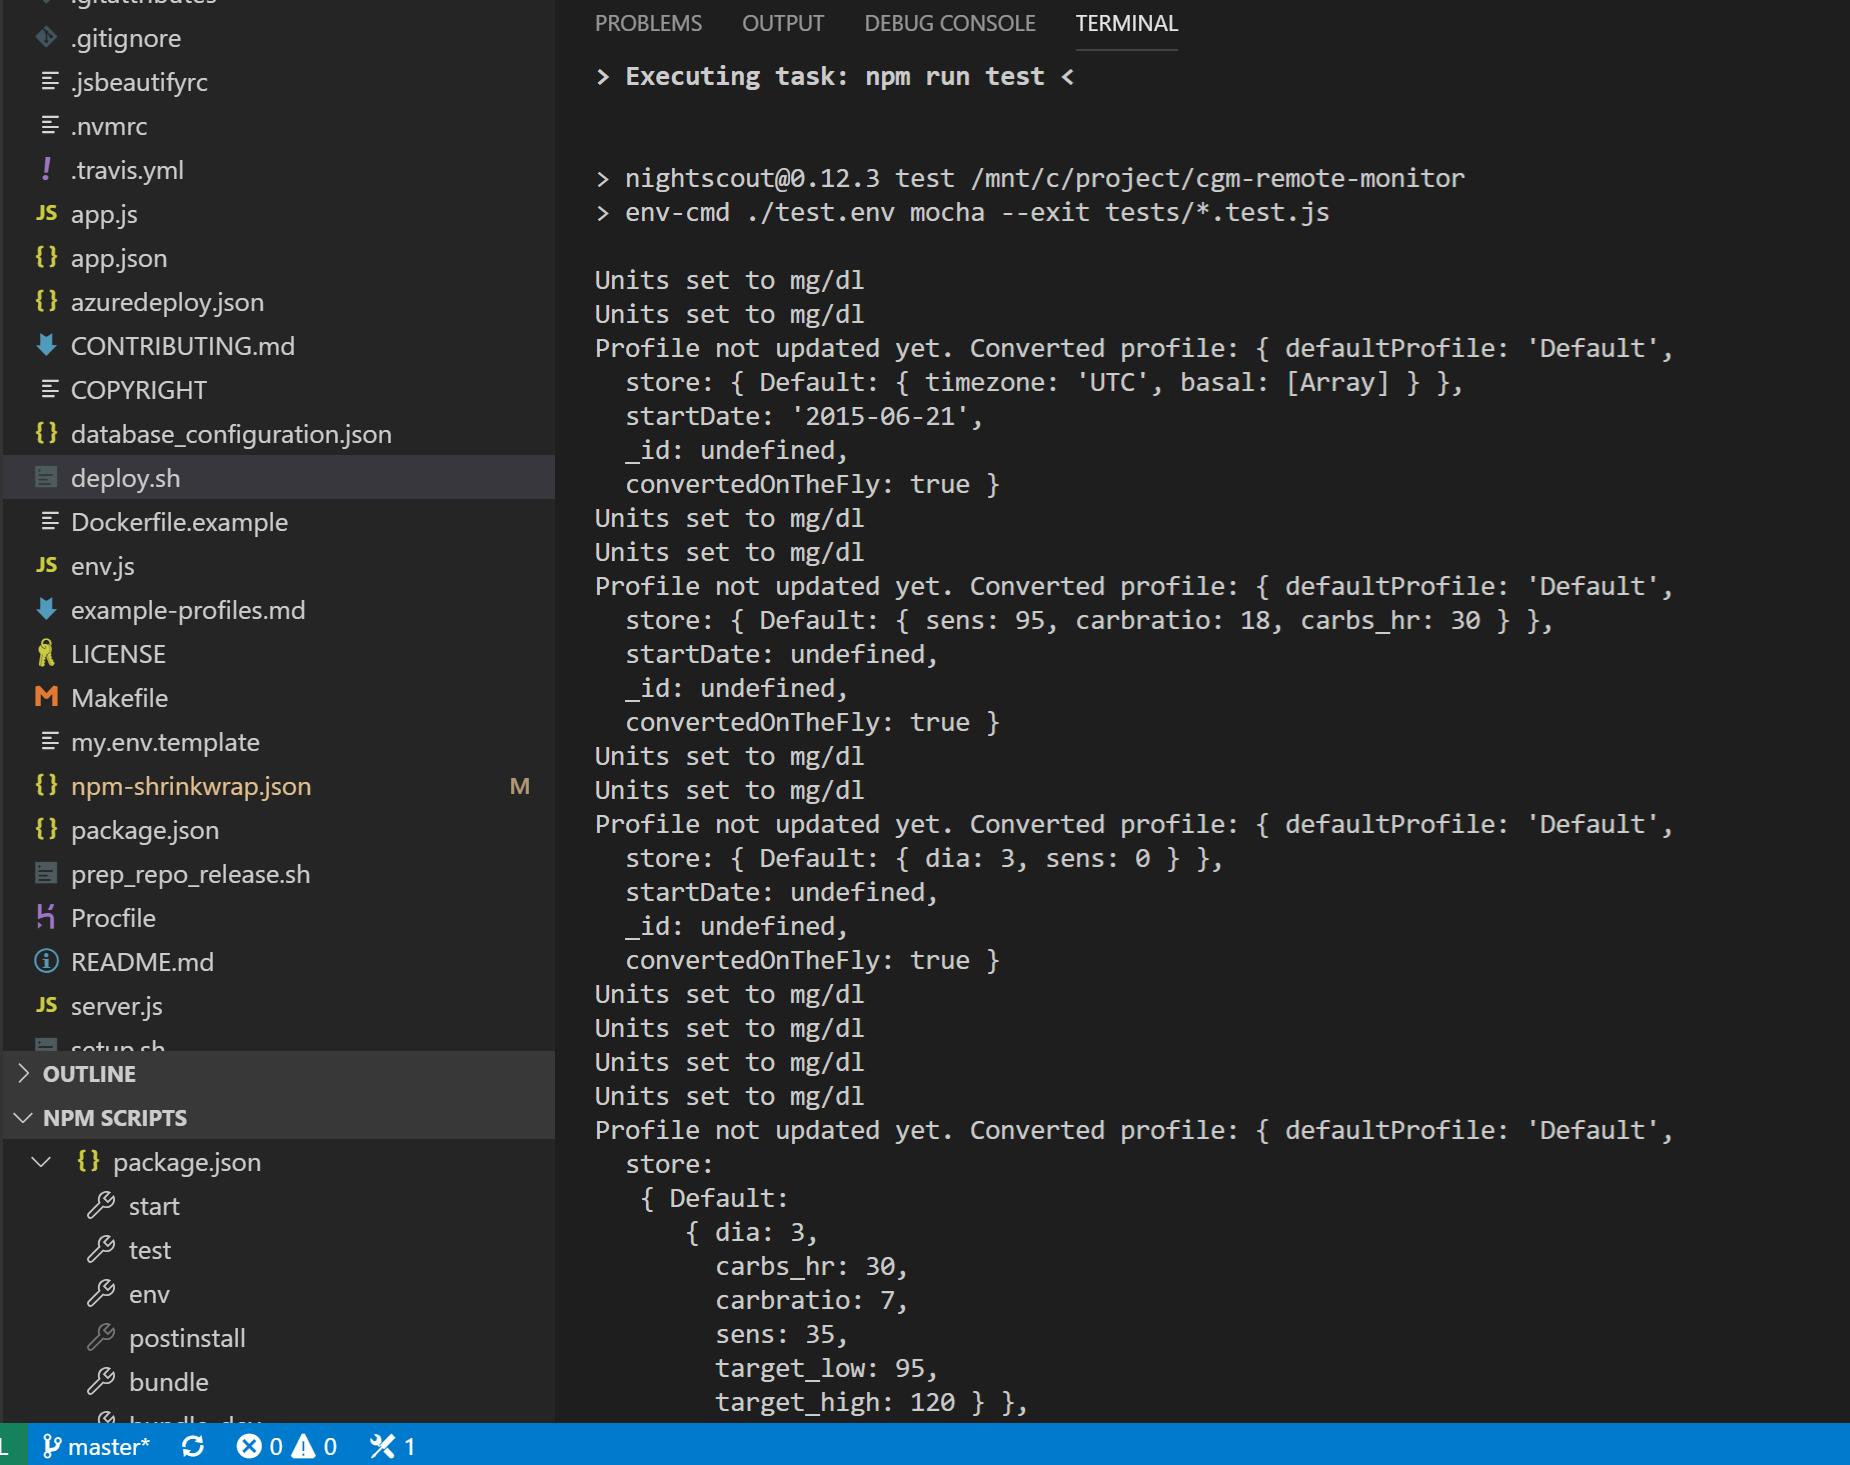 .gitattributes
.gitignore
.jsbeautifyrc
.nvmrc
! .travis.yml
JS app.js
{} app.json
{} azuredeploy.json
CONTRIBUTING.md
COPYRIGHT
{} database_configuration.json
deploy.sh
Dockerfile.example
JS env.js
example-profiles.md
LICENSE
M Makefile
my.env.template
{} npm-shrinkwrap.json M
{} package.json
prep_repo_release.sh
Procfile
README.md
JS server.js
setup.sh
OUTLINE
NPM SCRIPTS
{} package.json
start
test
env
postinstall
bundle
bundle-dev
PROBLEMS OUTPUT DEBUG CONSOLE TERMINAL
> Executing task: npm run test <
> nightscout@0.12.3 test /mnt/c/project/cgm-remote-monitor
> env-cmd ./test.env mocha --exit tests/*.test.js
Units set to mg/dl
Units set to mg/dl
Profile not updated yet. Converted profile: { defaultProfile: 'Default',
store: { Default: { timezone: 'UTC', basal: [Array] } },
startDate: '2015-06-21',
_id: undefined,
convertedOnTheFly: true }
Units set to mg/dl
Units set to mg/dl
Profile not updated yet. Converted profile: { defaultProfile: 'Default',
store: { Default: { sens: 95, carbratio: 18, carbs_hr: 30 } },
startDate: undefined,
_id: undefined,
convertedOnTheFly: true }
Units set to mg/dl
Units set to mg/dl
Profile not updated yet. Converted profile: { defaultProfile: 'Default',
store: { Default: { dia: 3, sens: 0 } },
startDate: undefined,
_id: undefined,
convertedOnTheFly: true }
Units set to mg/dl
Units set to mg/dl
Units set to mg/dl
Units set to mg/dl
Profile not updated yet. Converted profile: { defaultProfile: 'Default',
store:
{ Default:
{ dia: 3,
carbs_hr: 30,
carbratio: 7,
sens: 35,
target_low: 95,
target_high: 120 } },
L master* 0 0 1